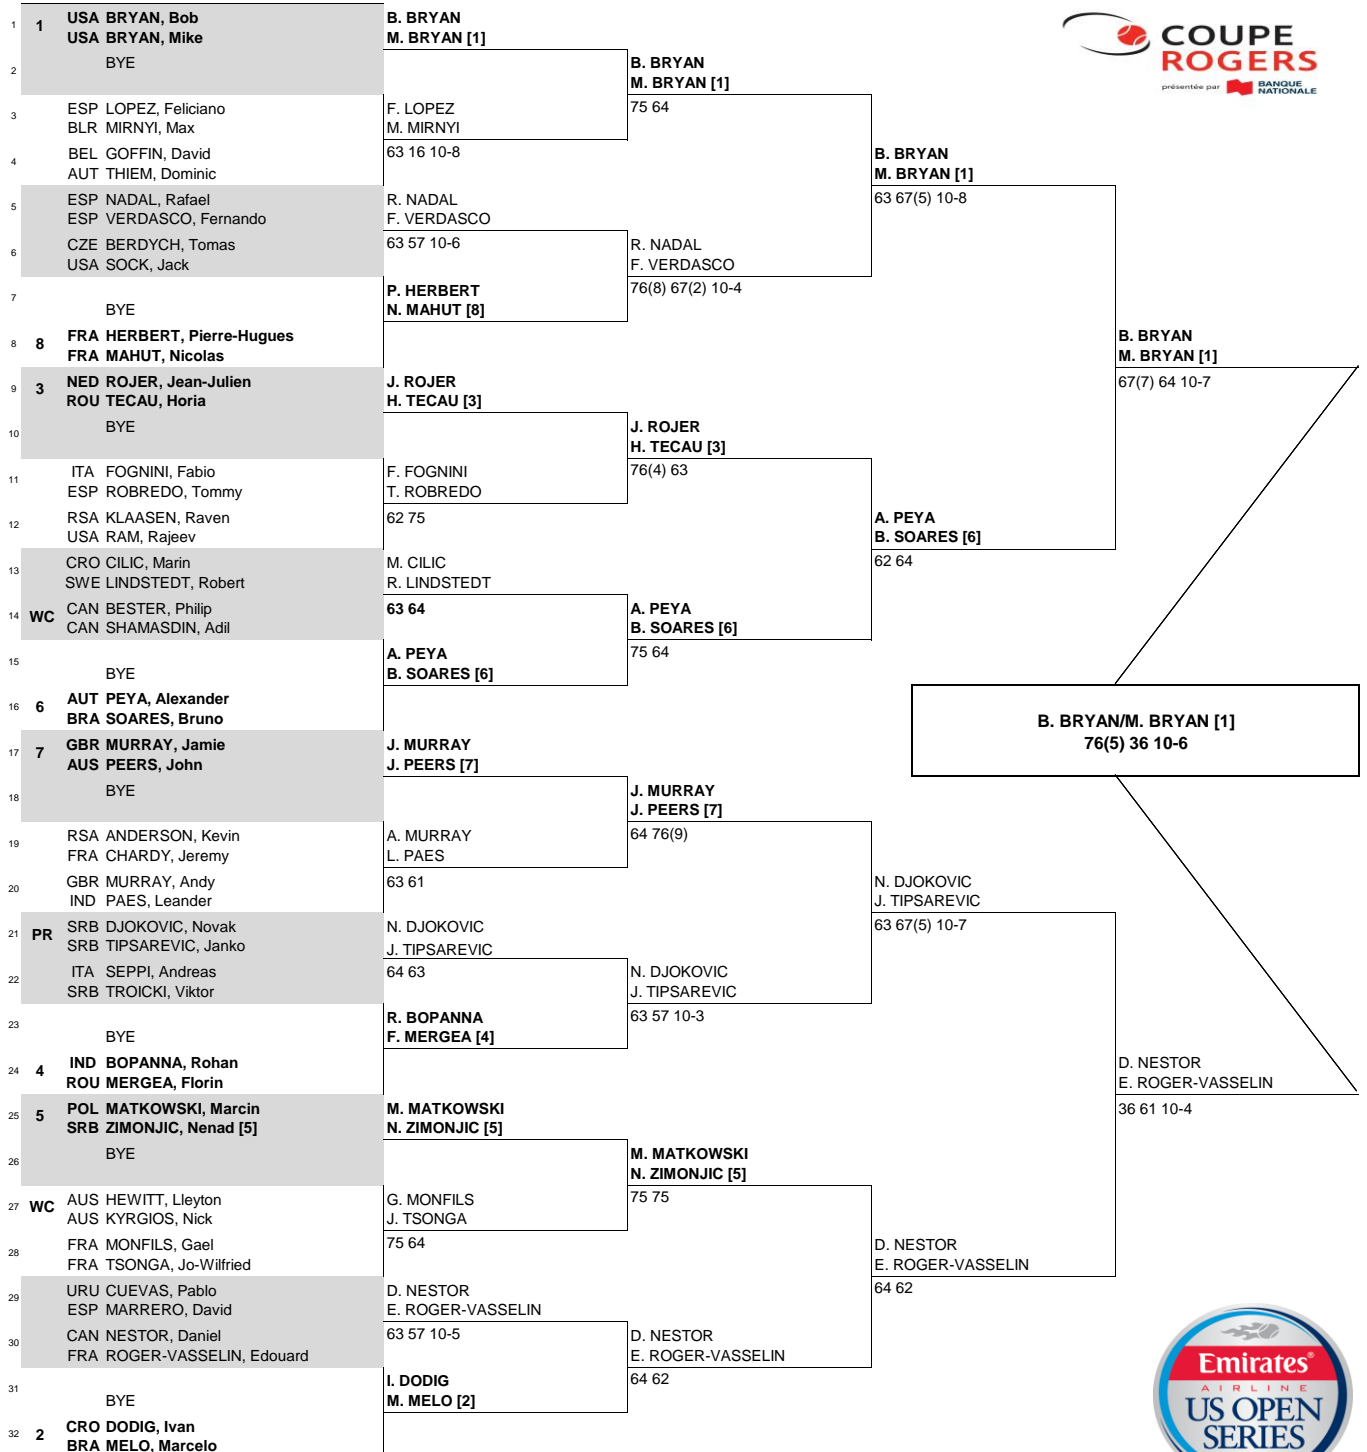 1 1 USA BRYAN, Bob
USA BRYAN, Mike
2 BYE
3 ESP LOPEZ, Feliciano
BLR MIRNYI, Max
4 BEL GOFFIN, David
AUT THIEM, Dominic
5 ESP NADAL, Rafael
ESP VERDASCO, Fernando
6 CZE BERDYCH, Tomas
USA SOCK, Jack
7 BYE
8 8 FRA HERBERT, Pierre-Hugues
FRA MAHUT, Nicolas
9 3 NED ROJER, Jean-Julien
ROU TECAU, Horia
10 BYE
11 ITA FOGNINI, Fabio
ESP ROBREDO, Tommy
12 RSA KLAASEN, Raven
USA RAM, Rajeev
13 CRO CILIC, Marin
SWE LINDSTEDT, Robert
14 WC CAN BESTER, Philip
CAN SHAMASDIN, Adil
15 BYE
16 6 AUT PEYA, Alexander
BRA SOARES, Bruno
17 7 GBR MURRAY, Jamie
AUS PEERS, John
18 BYE
19 RSA ANDERSON, Kevin
FRA CHARDY, Jeremy
20 GBR MURRAY, Andy
IND PAES, Leander
21 PR SRB DJOKOVIC, Novak
SRB TIPSAREVIC, Janko
22 ITA SEPPI, Andreas
SRB TROICKI, Viktor
23 BYE
24 4 IND BOPANNA, Rohan
ROU MERGEA, Florin
25 5 POL MATKOWSKI, Marcin
SRB ZIMONJIC, Nenad [5]
26 BYE
27 WC AUS HEWITT, Lleyton
AUS KYRGIOS, Nick
28 FRA MONFILS, Gael
FRA TSONGA, Jo-Wilfried
29 URU CUEVAS, Pablo
ESP MARRERO, David
30 CAN NESTOR, Daniel
FRA ROGER-VASSELIN, Edouard
31 BYE
32 2 CRO DODIG, Ivan
BRA MELO, Marcelo
B. BRYAN
M. BRYAN [1]
F. LOPEZ
M. MIRNYI
63 16 10-8
R. NADAL
F. VERDASCO
63 57 10-6
P. HERBERT
N. MAHUT [8]
J. ROJER
H. TECAU [3]
F. FOGNINI
T. ROBREDO
62 75
M. CILIC
R. LINDSTEDT
63 64
A. PEYA
B. SOARES [6]
J. MURRAY
J. PEERS [7]
A. MURRAY
L. PAES
63 61
N. DJOKOVIC
J. TIPSAREVIC
64 63
R. BOPANNA
F. MERGEA [4]
M. MATKOWSKI
N. ZIMONJIC [5]
G. MONFILS
J. TSONGA
75 64
D. NESTOR
E. ROGER-VASSELIN
63 57 10-5
I. DODIG
M. MELO [2]
B. BRYAN
M. BRYAN [1]
75 64
R. NADAL
F. VERDASCO
76(8) 67(2) 10-4
J. ROJER
H. TECAU [3]
76(4) 63
A. PEYA
B. SOARES [6]
75 64
J. MURRAY
J. PEERS [7]
64 76(9)
N. DJOKOVIC
J. TIPSAREVIC
63 57 10-3
M. MATKOWSKI
N. ZIMONJIC [5]
75 75
D. NESTOR
E. ROGER-VASSELIN
64 62
B. BRYAN
M. BRYAN [1]
63 67(5) 10-8
A. PEYA
B. SOARES [6]
62 64
N. DJOKOVIC
J. TIPSAREVIC
63 67(5) 10-7
D. NESTOR
E. ROGER-VASSELIN
64 62
B. BRYAN
M. BRYAN [1]
67(7) 64 10-7
D. NESTOR
E. ROGER-VASSELIN
36 61 10-4
B. BRYAN/M. BRYAN [1]
76(5) 36 10-6
COUPE
ROGERS
présentée par BANQUE
NATIONALE
Emirates
AIRLINE
US OPEN
SERIES